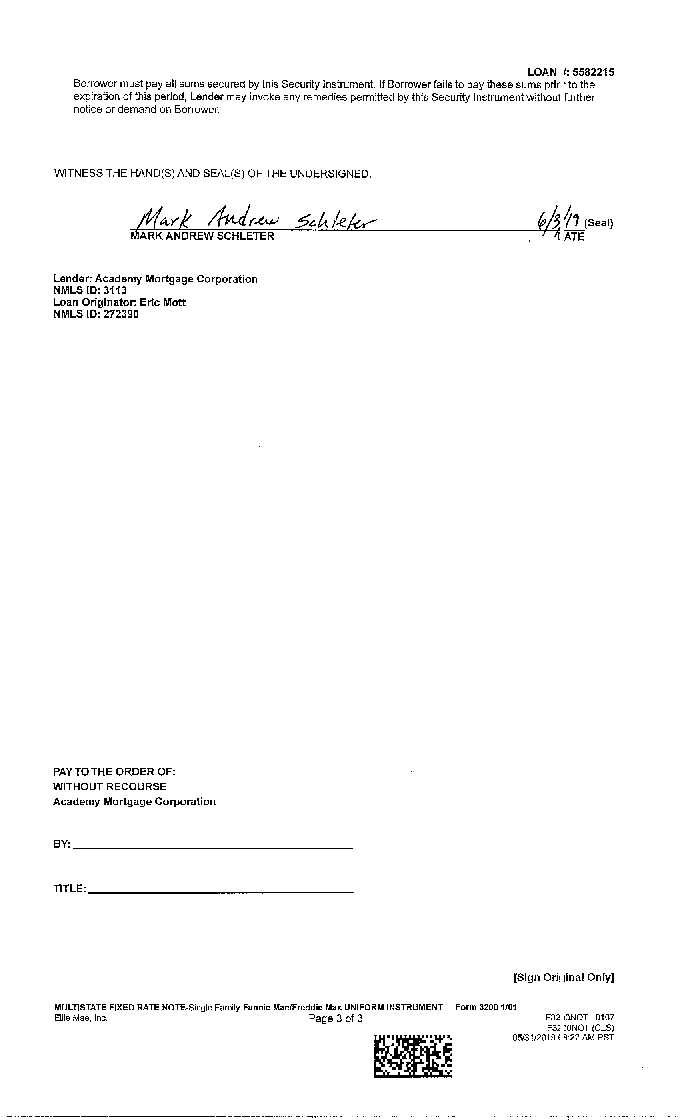 LOAN #: 5582215
Borrower must pay all sums secured by this Security Instrument. If Borrower fails to pay these sums prior to the
expiration of this period, Lender may invoke any remedies permitted by this Security Instrument without further
notice or demand on Borrower.
WITNESS THE HAND(S) AND SEAL(S) OF THE UNDERSIGNED.
Mark Andrew Schleter 6/3/19 (Seal)
MARK ANDREW SCHLETER DATE
Lender: Academy Mortgage Corporation
NMLS ID: 3113
Loan Originator: Eric Mott
NMLS ID: 272390
PAY TO THE ORDER OF:
WITHOUT RECOURSE
Academy Mortgage Corporation
BY:
TITLE:
[Sign Original Only]
MULTISTATE FIXED RATE NOTE-Single Family-Fannie Mae/Freddie Mac UNIFORM INSTRUMENT Form 3200 1/01
Ellie Mae, Inc. Page 3 of 3 F3200NOT 0107
F3200NOT (CLS)
AM PST